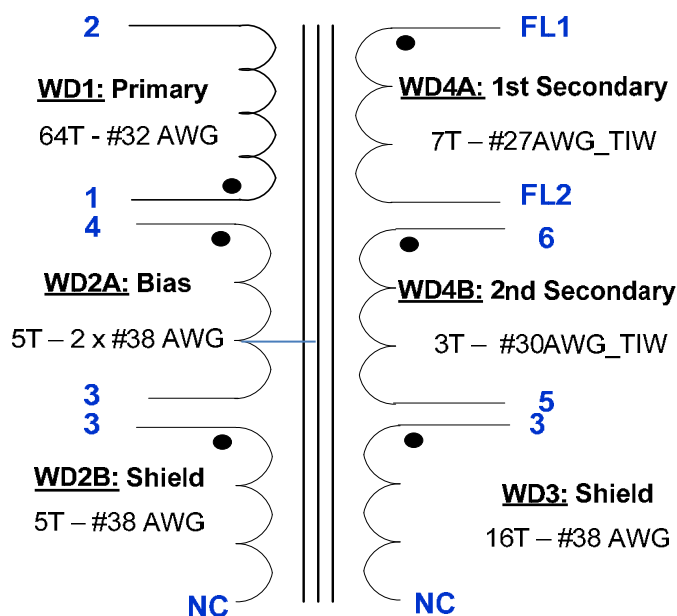 2
WD1: Primary
64T - #32 AWG
1
4
WD2A: Bias
5T – 2 x #38 AWG
3
3
WD2B: Shield
5T – #38 AWG
NC
FL1
WD4A: 1st Secondary
7T – #27AWG_TIW
FL2
6
WD4B: 2nd Secondary
3T – #30AWG_TIW
5
3
WD3: Shield
16T – #38 AWG
NC